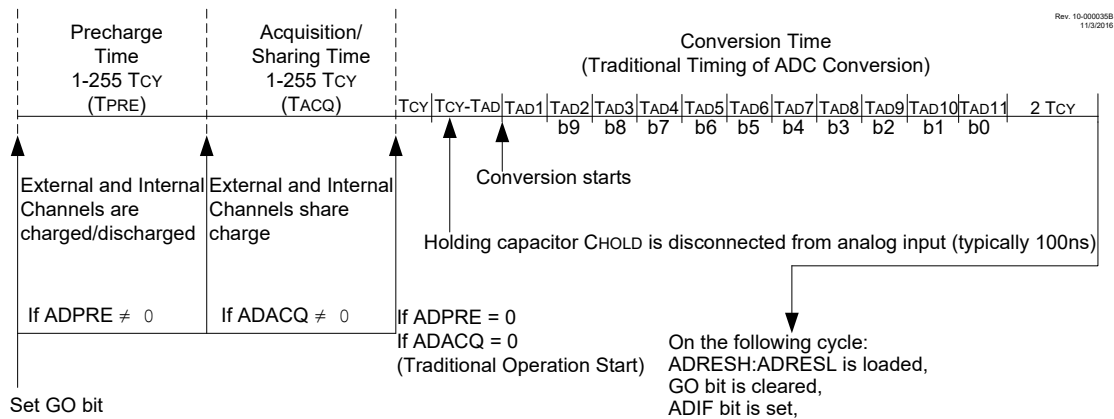 Rev. 10-000035B
11/3/2016
Precharge
Time
1-255 TCY
(TPRE)
Acquisition/
Sharing Time
1-255 TCY
(TACQ)
Conversion Time
(Traditional Timing of ADC Conversion)
TCY TCY-TAD TAD1 TAD2 TAD3 TAD4 TAD5 TAD6 TAD7 TAD8 TAD9 TAD10 TAD11 2 TCY
b9 b8 b7 b6 b5 b4 b3 b2 b1 b0
External and Internal
Channels are
charged/discharged
External and Internal
Channels share
charge
Conversion starts
Holding capacitor CHOLD is disconnected from analog input (typically 100ns)
If ADPRE ≠ 0
If ADACQ ≠ 0
If ADPRE = 0
If ADACQ = 0
(Traditional Operation Start)
On the following cycle:
ADRESH:ADRESL is loaded,
GO bit is cleared,
ADIF bit is set,
Set GO bit